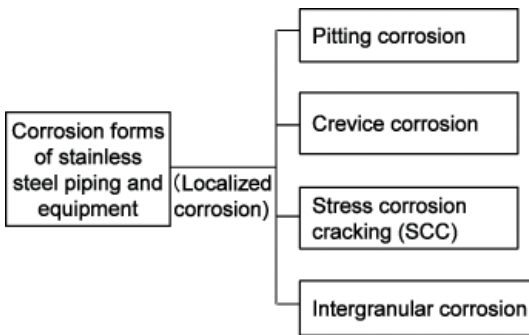 Corrosion forms
of stainless
steel piping and
equipment
(Localized
corrosion)
Pitting corrosion
Crevice corrosion
Stress corrosion
cracking (SCC)
Intergranular corrosion